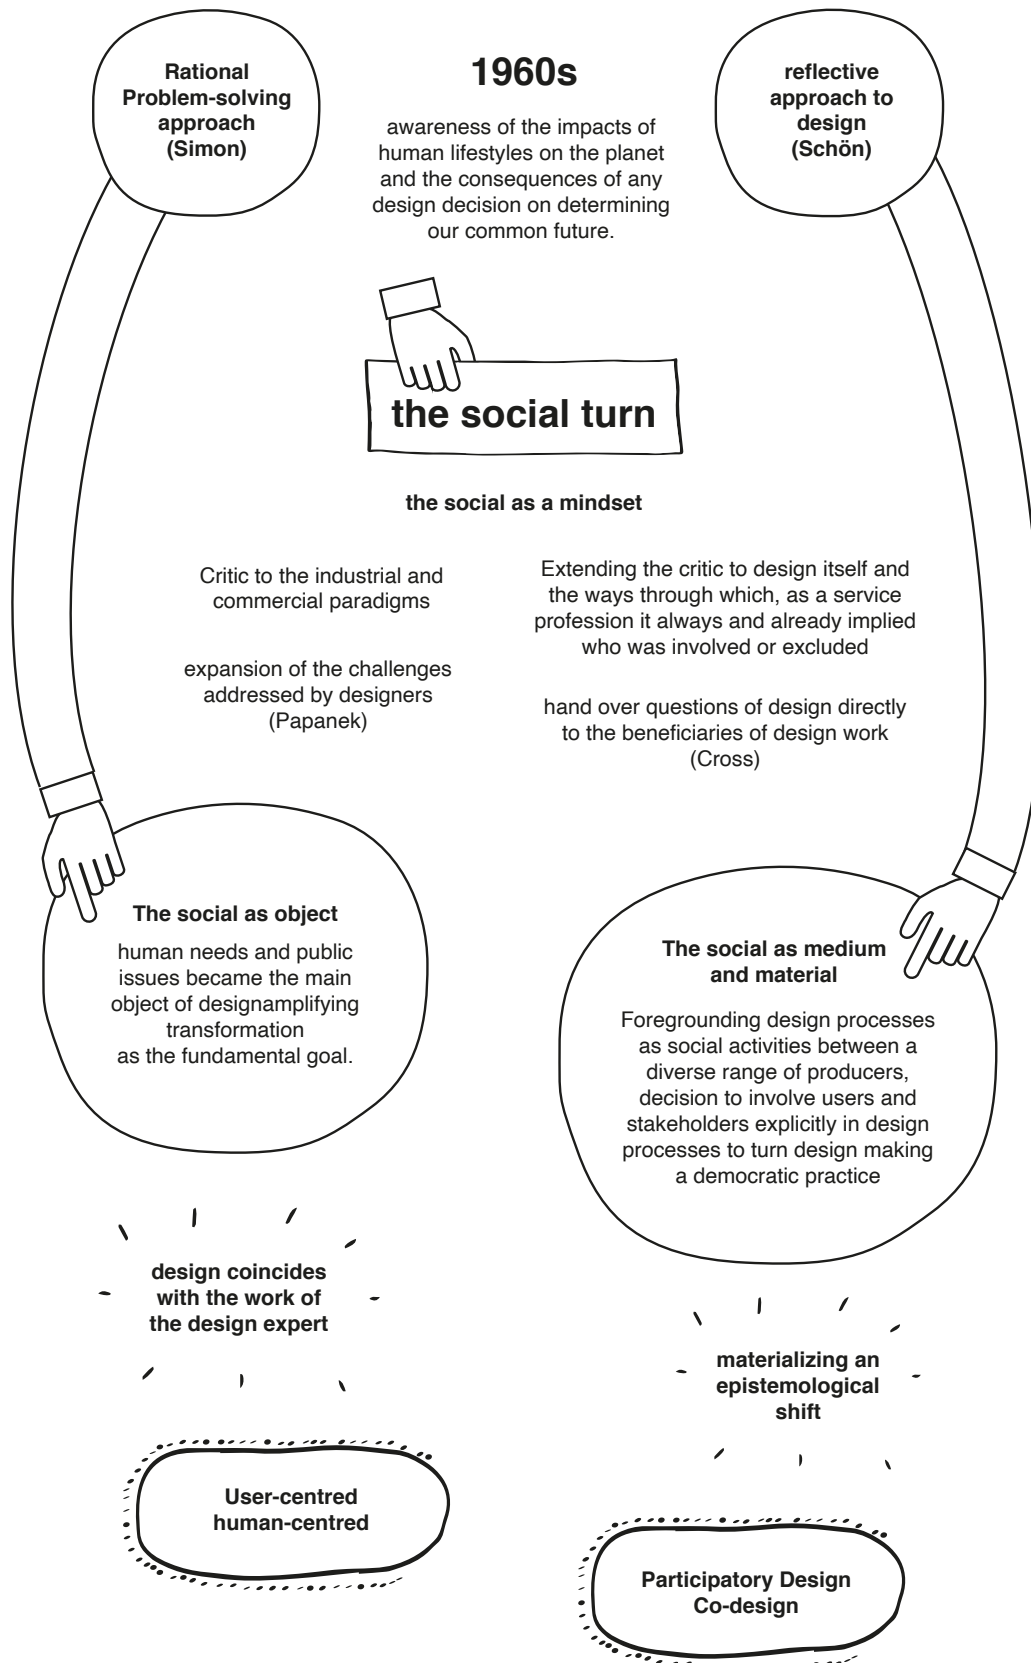 Rational
Problem-solving
approach
(Simon)
1960s
awareness of the impacts of
human lifestyles on the planet
and the consequences of any
design decision on determining
our common future.
reflective
approach to
design
(Schön)
the social turn
the social as a mindset
Critic to the industrial and
commercial paradigms
expansion of the challenges
addressed by designers
(Papanek)
Extending the critic to design itself and
the ways through which, as a service
profession it always and already implied
who was involved or excluded
hand over questions of design directly
to the beneficiaries of design work
(Cross)
The social as object
human needs and public
issues became the main
object of designamplifying
transformation
as the fundamental goal.
The social as medium
and material
Foregrounding design processes
as social activities between a
diverse range of producers,
decision to involve users and
stakeholders explicitly in design
processes to turn design making
a democratic practice
design coincides
with the work of
the design expert
materializing an
epistemological
shift
User-centred
human-centred
Participatory Design
Co-design